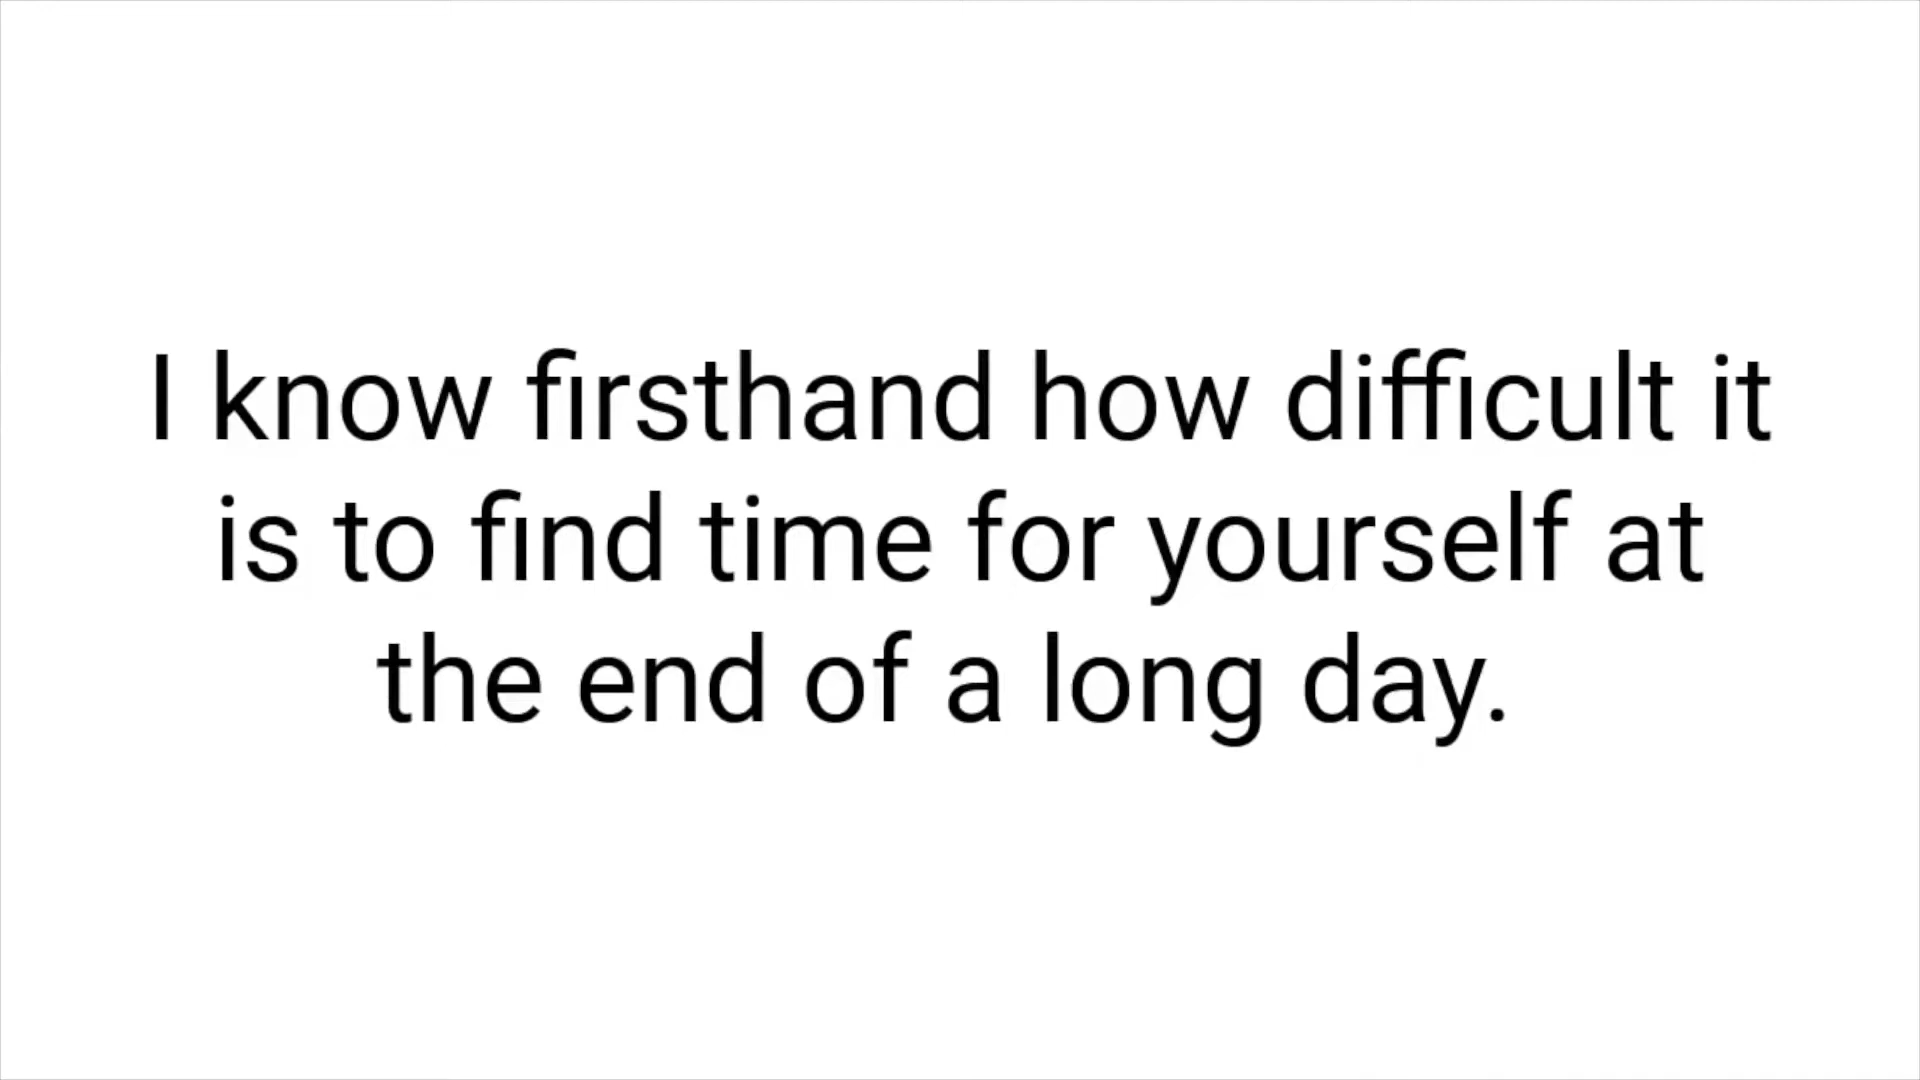 I know firsthand how difficult it
is to find time for yourself at
the end of a long day.